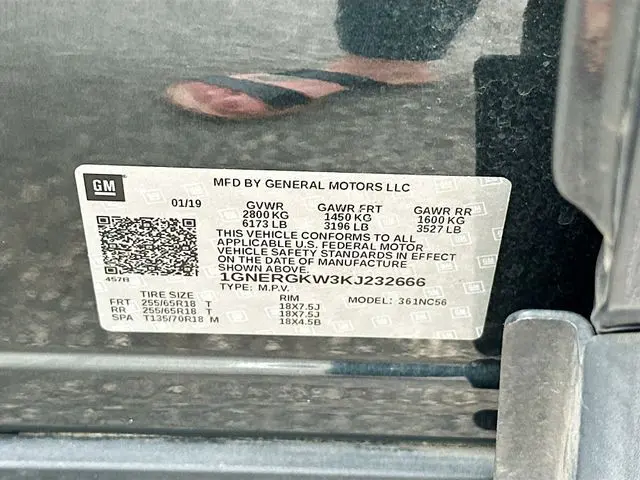 GM
MFD BY GENERAL MOTORS LLC
01/19
GVWR GAWR FRT GAWR RR
2800 KG 1450 KG 1600 KG
6173 LB 3196 LB 3527 LB
THIS VEHICLE CONFORMS TO ALL
APPLICABLE U.S. FEDERAL MOTOR
VEHICLE SAFETY STANDARDS IN EFFECT
ON THE DATE OF MANUFACTURE
SHOWN ABOVE.
457B
1GNERGKW3KJ232666
TYPE: M.P.V. MODEL: 361NC56
TIRE SIZE RIM
FRT 255/65R18 T 18X7.5J
RR 255/65R18 T 18X7.5J
SPA T135/70R18 M 18X4.5B